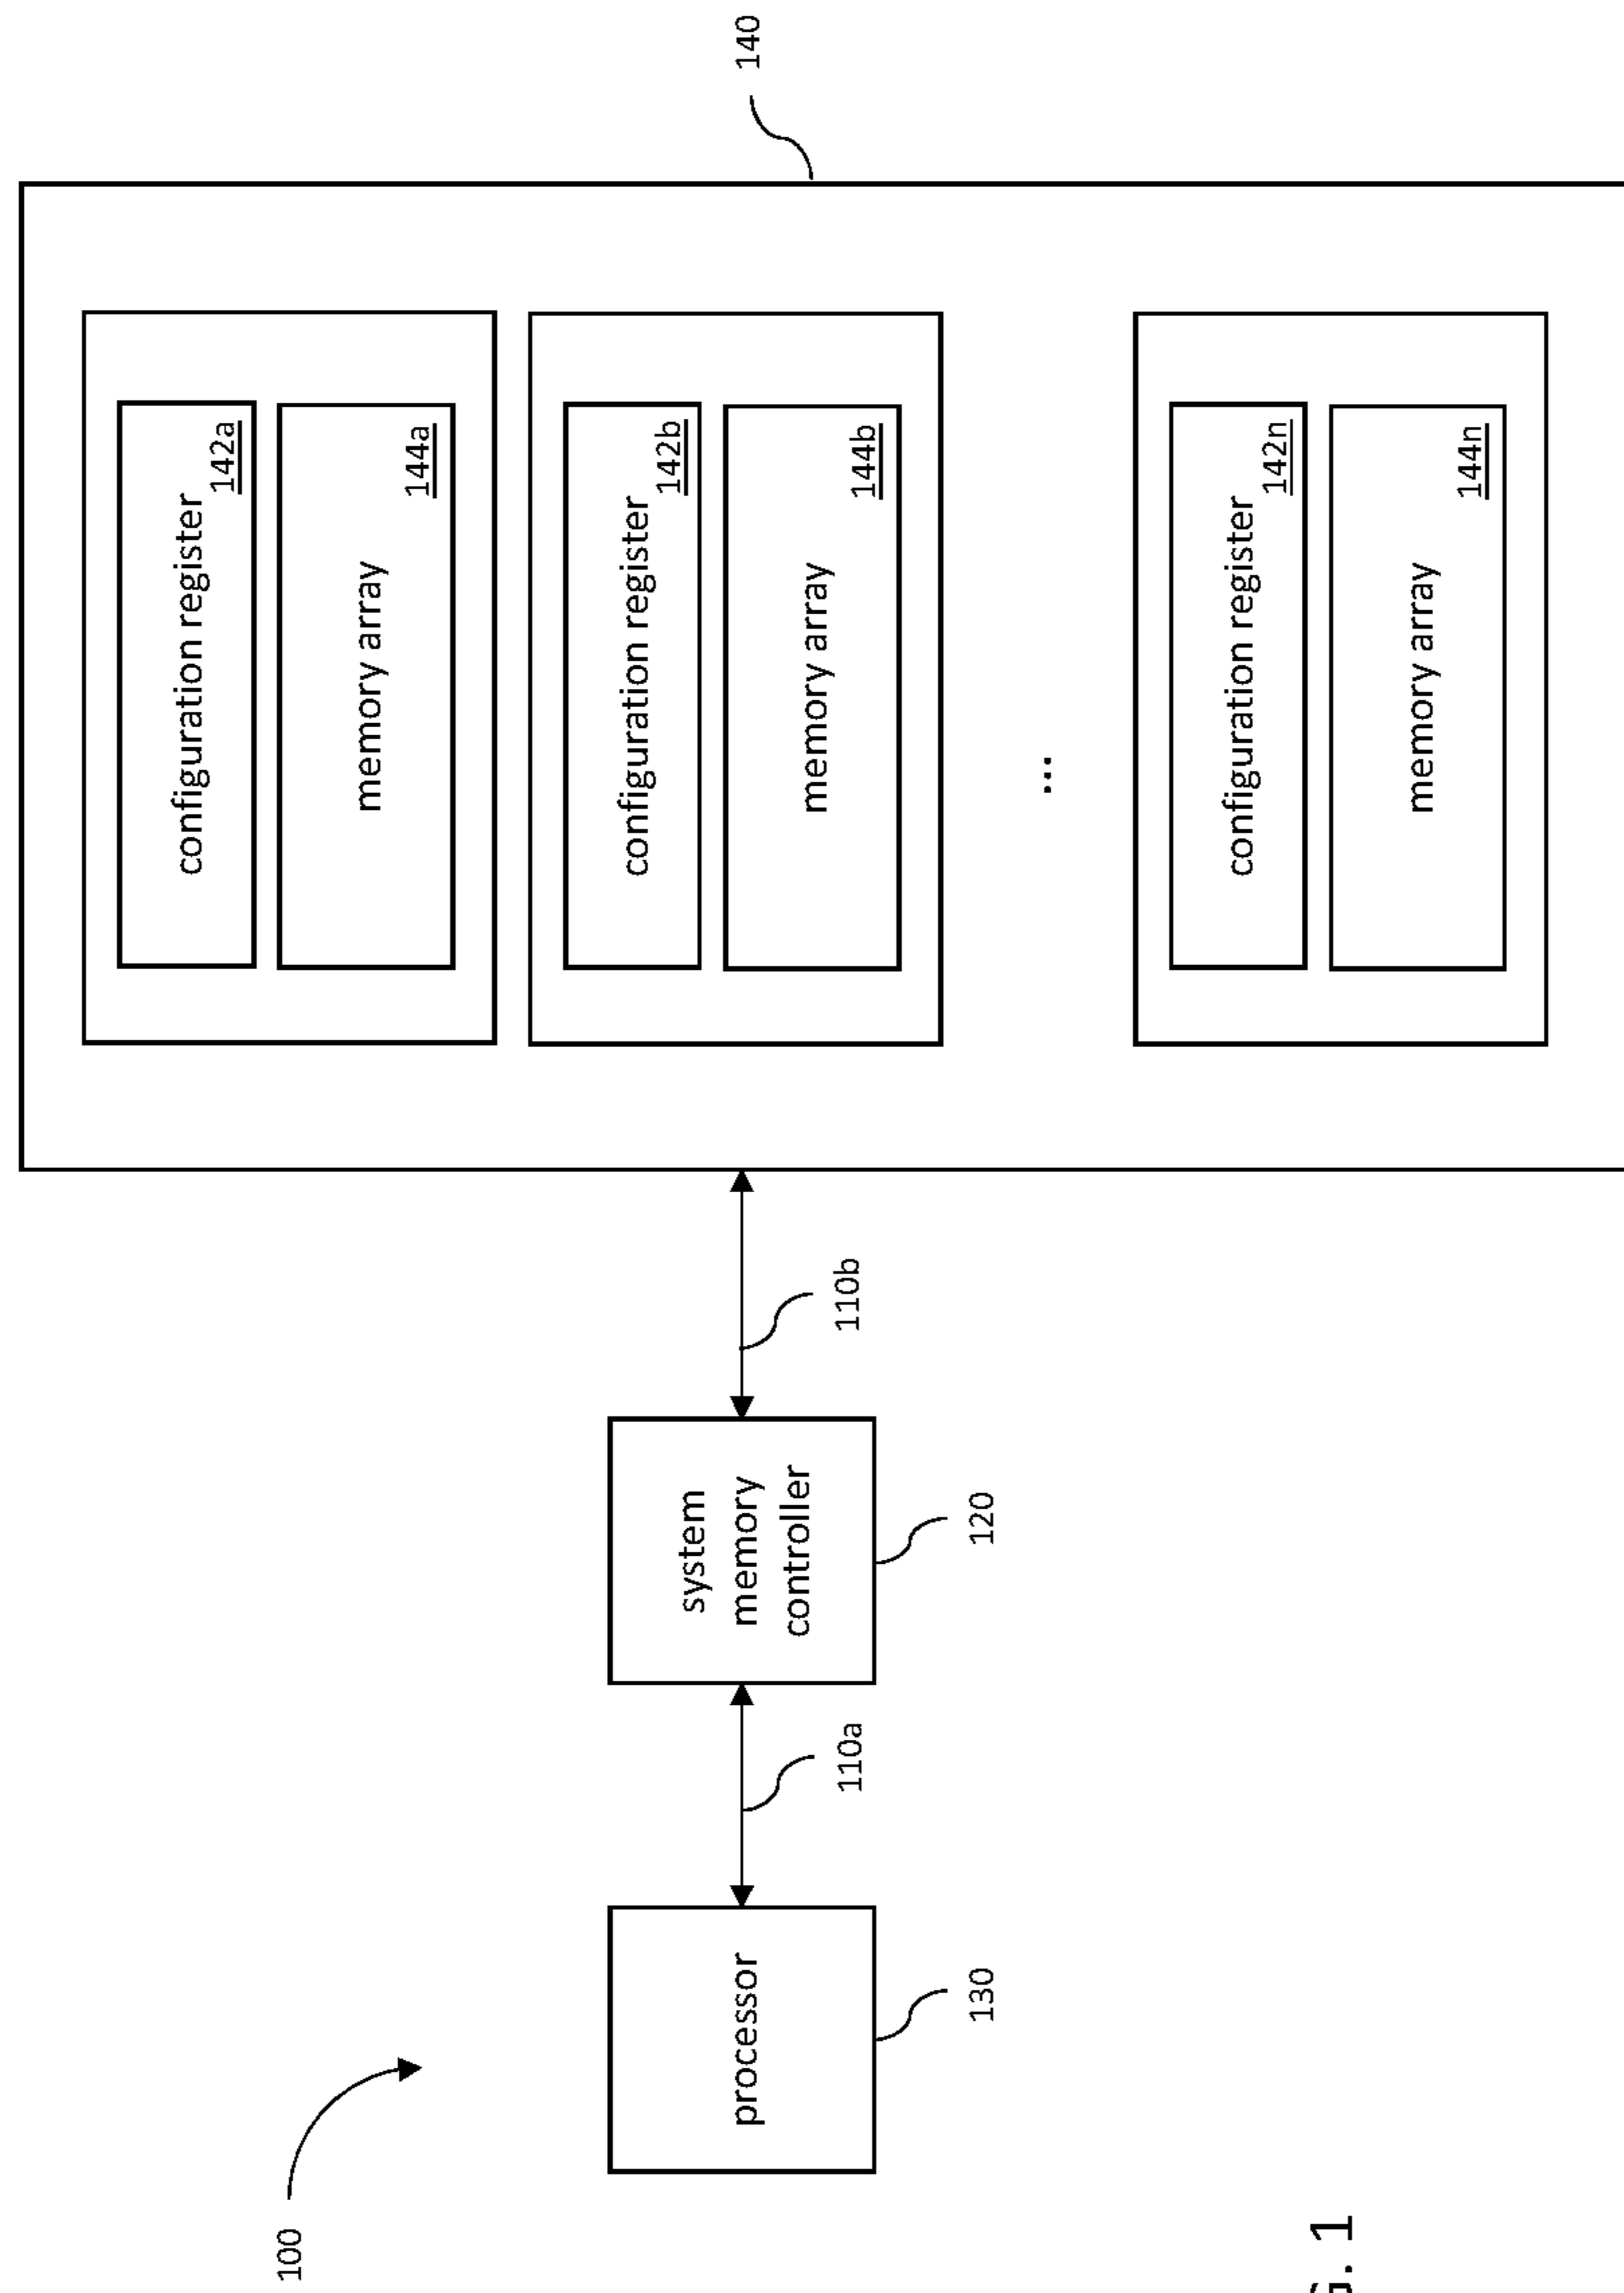 100
processor
130
110a
system
memory
controller
120
110b
configuration register
142a
memory array
144a
configuration register
142b
memory array
144b
...
configuration register
142n
memory array
144n
140
G. 1